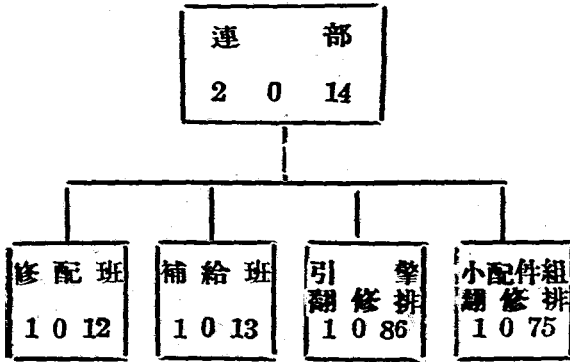 連部
2 0 14
修配班
1 0 12
補給班
1 0 13
引擎
翻修排
1 0 86
小配件組
翻修排
1 0 75